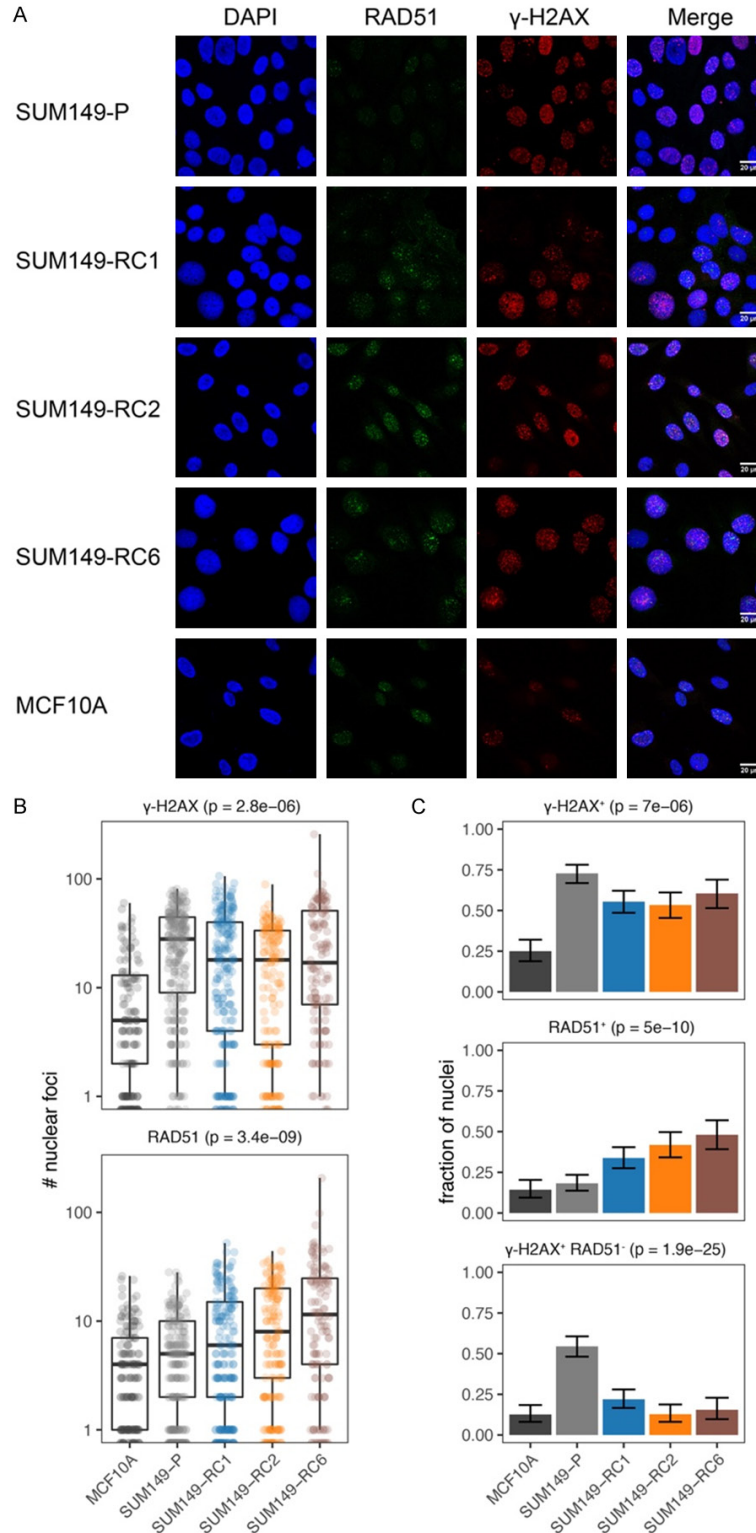 A
DAPI RAD51 γ-H2AX Merge
SUM149-P
20 μm
SUM149-RC1
20 μm
SUM149-RC2
20 μm
SUM149-RC6
20 μm
MCF10A
20 μm
B
γ-H2AX (p = 2.8e-06)
100
10
1
RAD51 (p = 3.4e-09)
100
10
1
# nuclear foci
MCF10A
SUM149-P
SUM149-RC1
SUM149-RC2
SUM149-RC6
C
γ-H2AX⁺ (p = 7e-06)
1.00
0.75
0.50
0.25
0.00
RAD51⁺ (p = 5e-10)
1.00
0.75
0.50
0.25
0.00
γ-H2AX⁺ RAD51⁻ (p = 1.9e-25)
1.00
0.75
0.50
0.25
0.00
fraction of nuclei
MCF10A
SUM149-P
SUM149-RC1
SUM149-RC2
SUM149-RC6